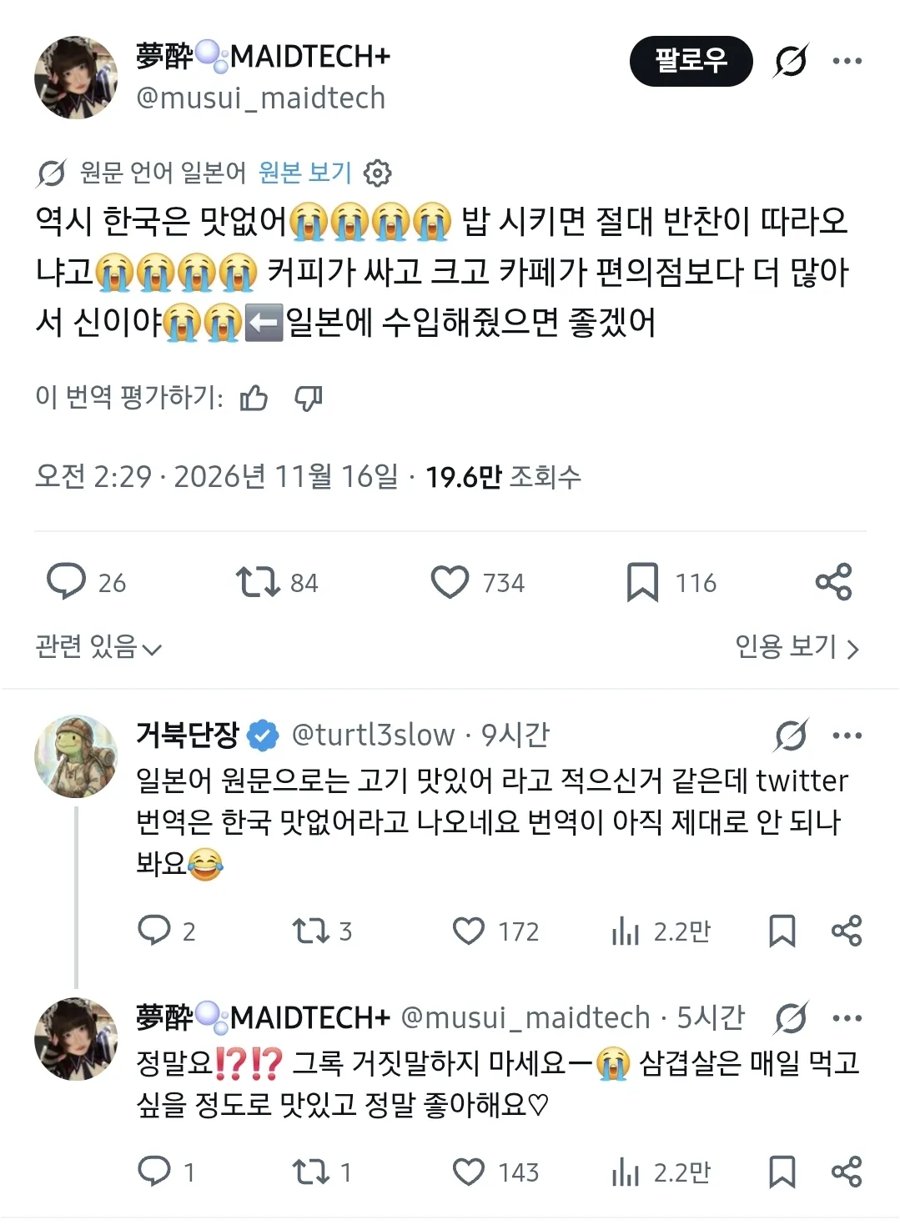 夢酔🫧MAIDTECH+
@musui_maidtech
팔로우
원문 언어 일본어 원본 보기
역시 한국은 맛없어😭😭😭😭 밥 시키면 절대 반찬이 따라오
냐고😭😭😭😭 커피가 싸고 크고 카페가 편의점보다 더 많아
서 신이야😭😭⬅️일본에 수입해줬으면 좋겠어
이 번역 평가하기:
오전 2:29 · 2026년 11월 16일 · 19.6만 조회수
26 84 734 116
관련 있음 인용 보기
거북단장 @turtl3slow · 9시간
일본어 원문으로는 고기 맛있어 라고 적으신거 같은데 twitter
번역은 한국 맛없어라고 나오네요 번역이 아직 제대로 안 되나
봐요😂
2 3 172 2.2만
夢酔🫧MAIDTECH+ @musui_maidtech · 5시간
정말요⁉️⁉️ 그록 거짓말하지 마세요ー😭 삼겹살은 매일 먹고
싶을 정도로 맛있고 정말 좋아해요♡
1 1 143 2.2만